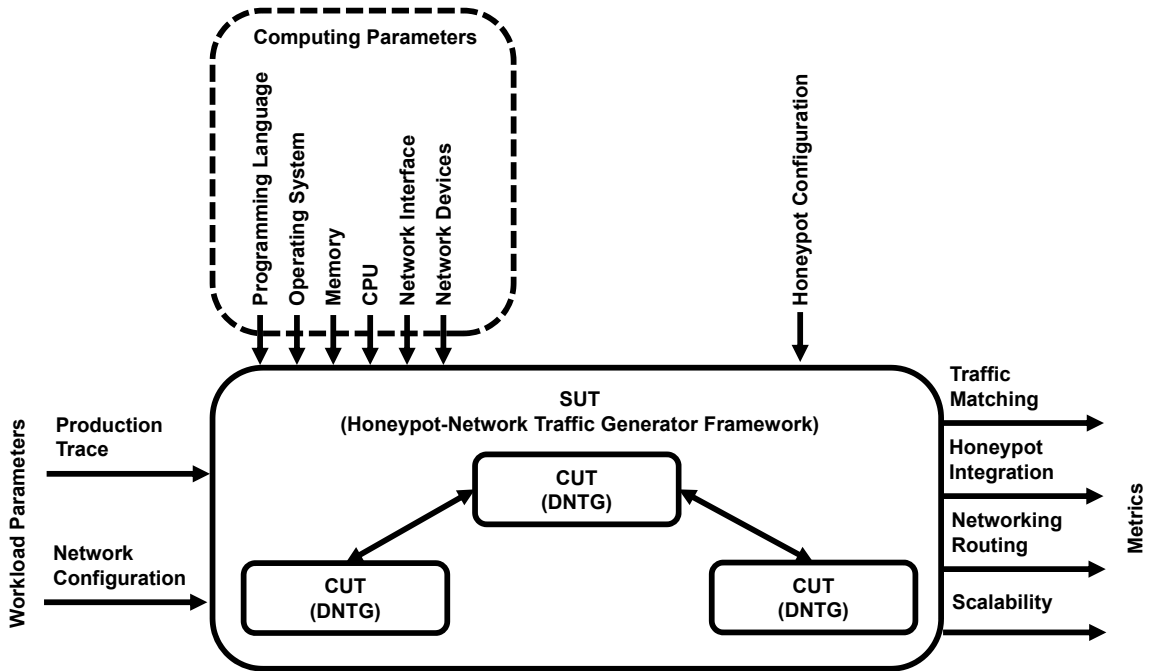 Computing Parameters
Programming Language
Operating System
Memory
CPU
Network Interface
Network Devices
Honeypot Configuration
SUT
(Honeypot-Network Traffic Generator Framework)
CUT
(DNTG)
CUT
(DNTG)
CUT
(DNTG)
Workload Parameters
Production
Trace
Network
Configuration
Traffic
Matching
Honeypot
Integration
Networking
Routing
Scalability
Metrics